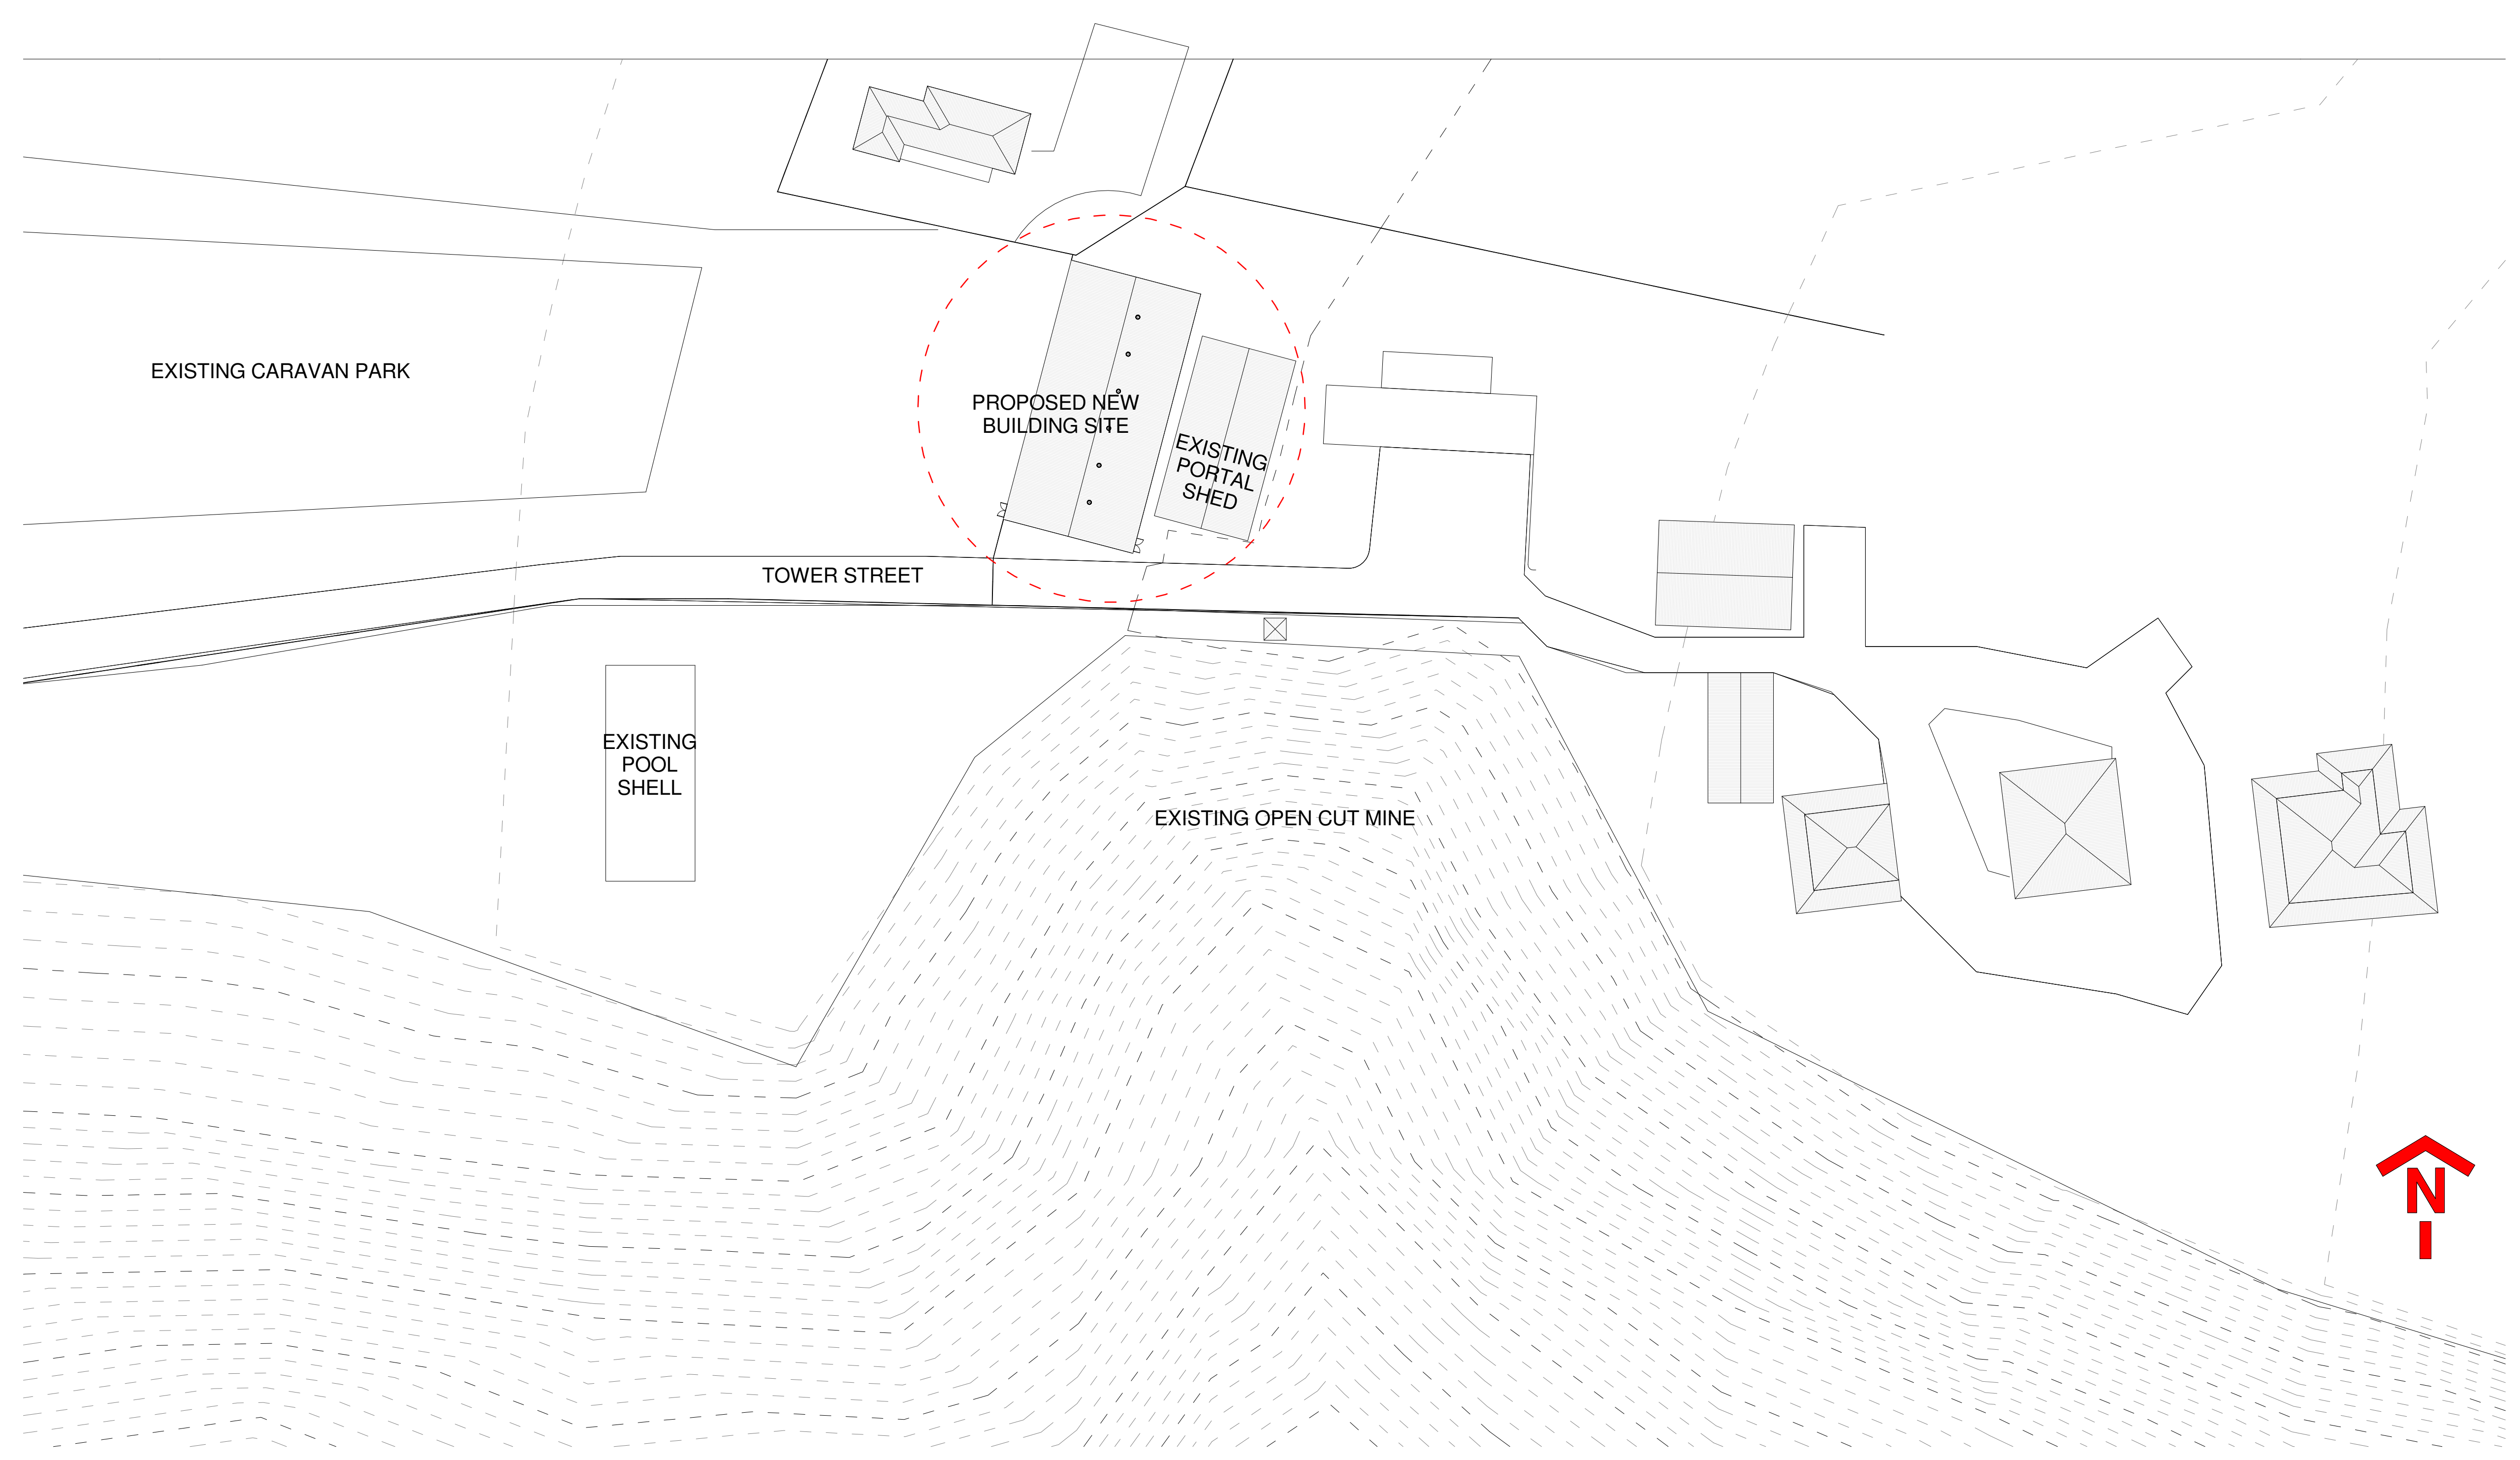 EXISTING CARAVAN PARK
PROPOSED NEW
BUILDING SITE
EXISTING
PORTAL
SHED
TOWER STREET
EXISTING
POOL
SHELL
EXISTING OPEN CUT MINE
N